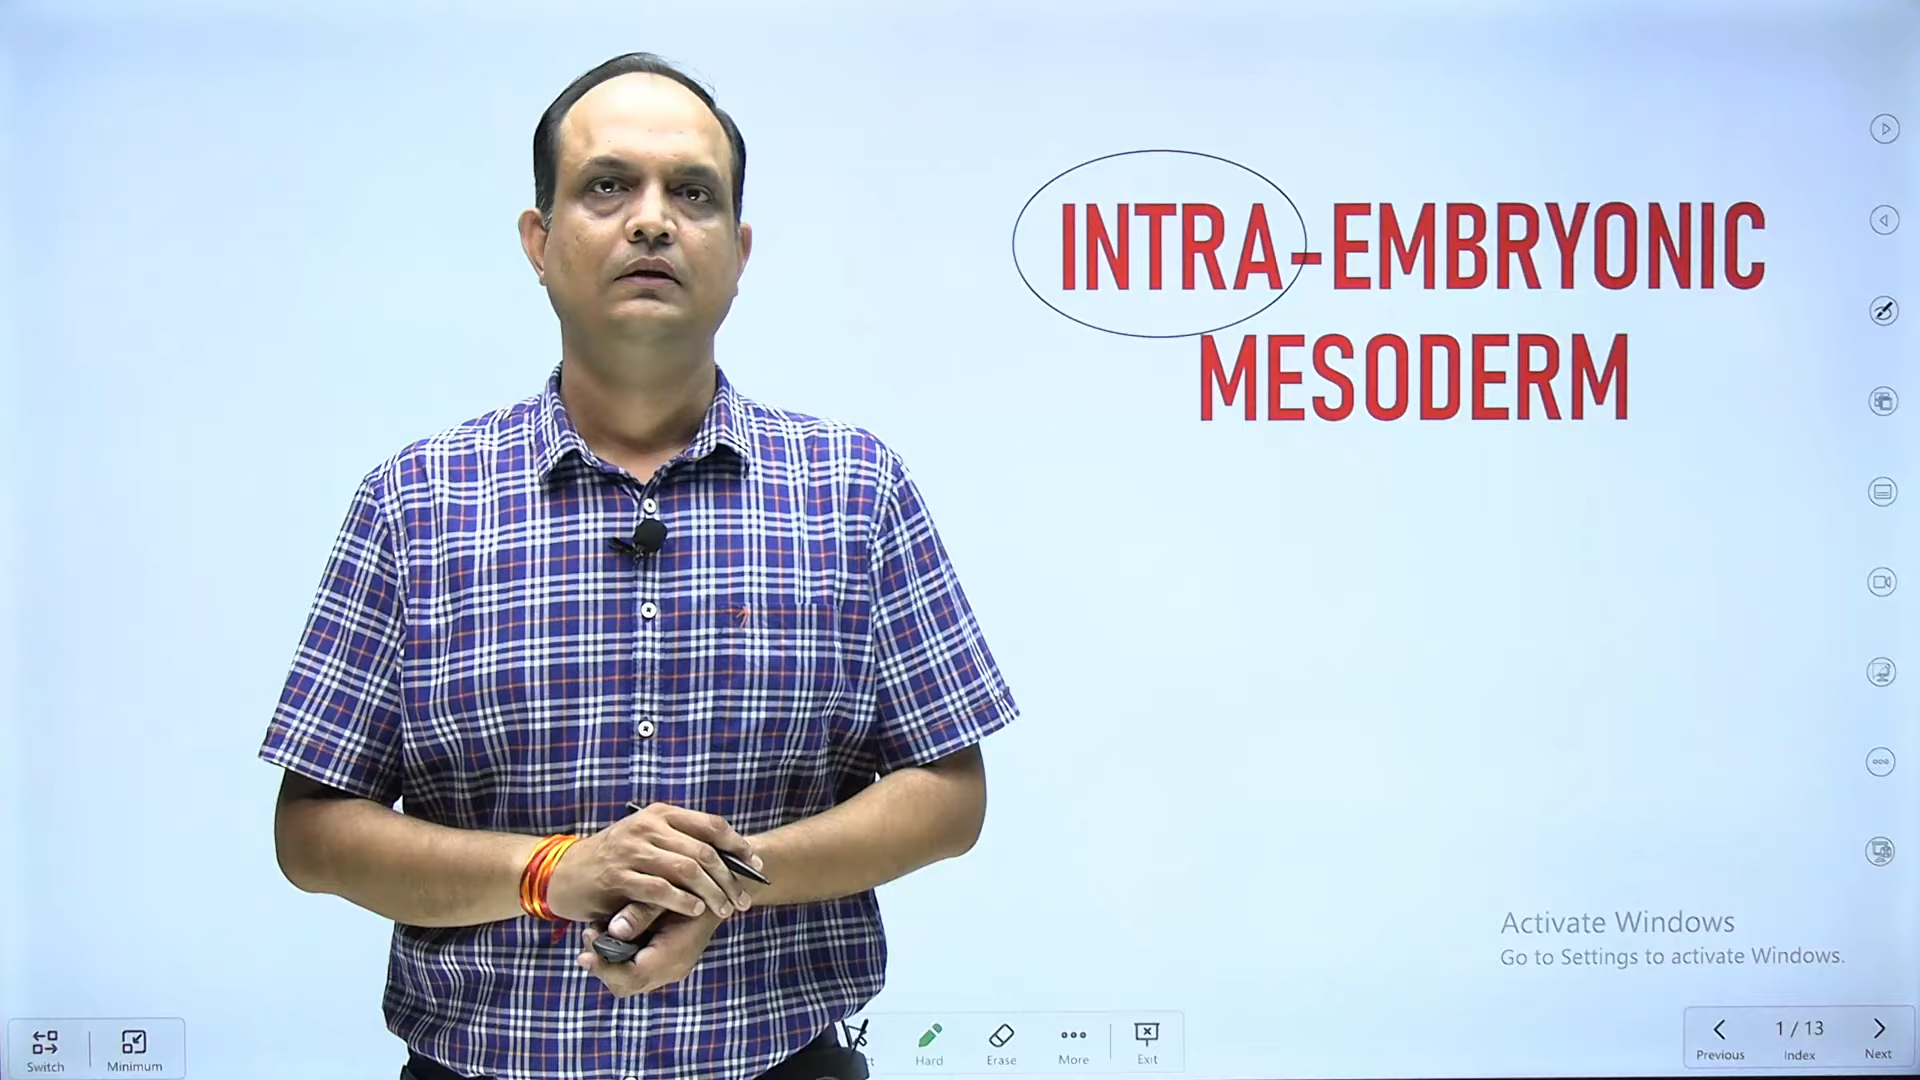 INTRA-EMBRYONIC
MESODERM
Activate Windows
Go to Settings to activate Windows.
Switch
Minimum
Hard
Erase
More
Exit
Previous
1 / 13
Index
Next